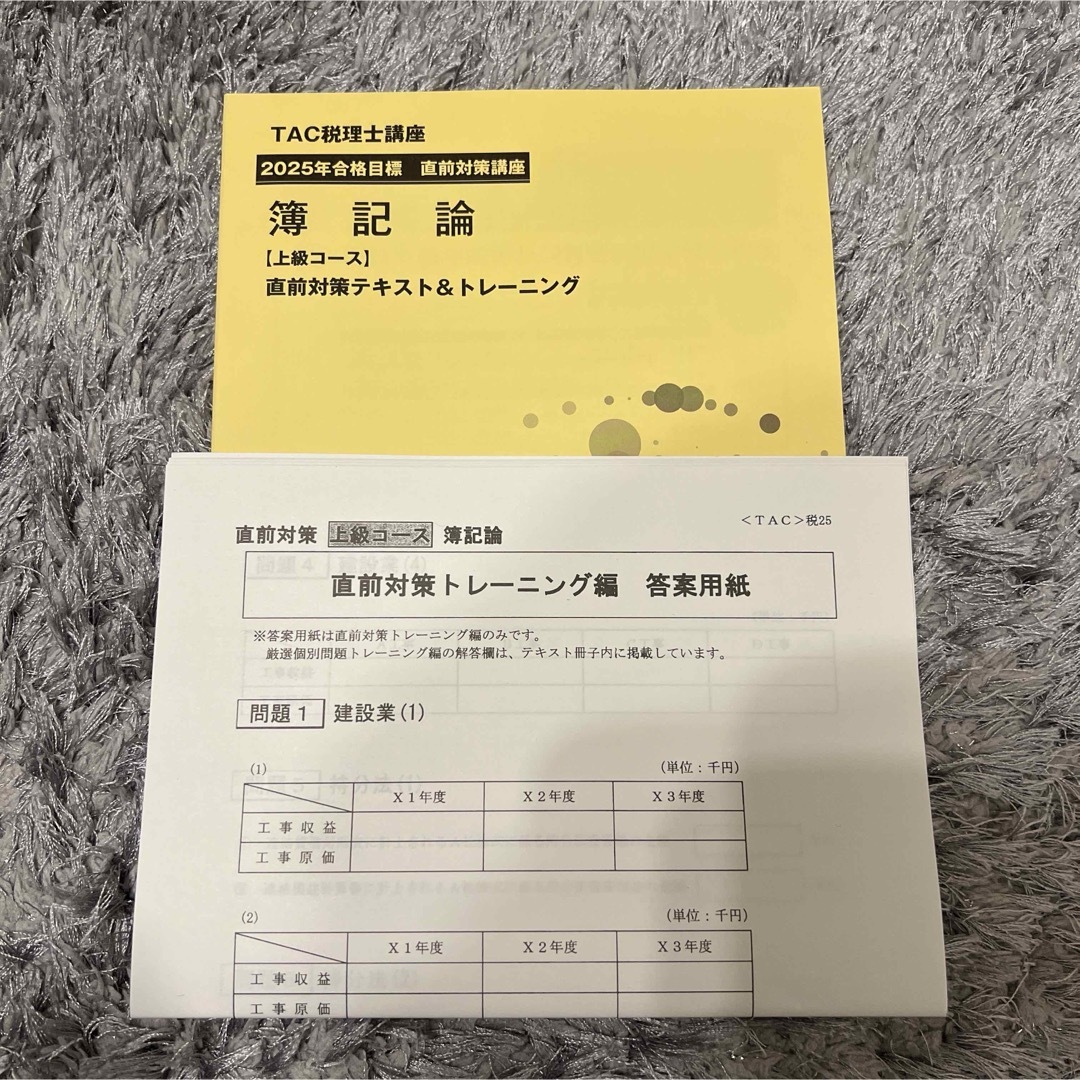 TAC税理士講座
2025年合格目標 直前対策講座
簿記論
【上級コース】
直前対策テキスト&トレーニング
<TAC>税25
直前対策 上級コース 簿記論
直前対策トレーニング編 答案用紙
※答案用紙は直前対策トレーニング編のみです。
厳選個別問題トレーニング編の解答欄は、テキスト冊子内に掲載しています。
問題1 建設業(1)
(1) (単位:千円)
X1年度 X2年度 X3年度
工事収益
工事原価
(2) (単位:千円)
X1年度 X2年度 X3年度
工事収益
工事原価